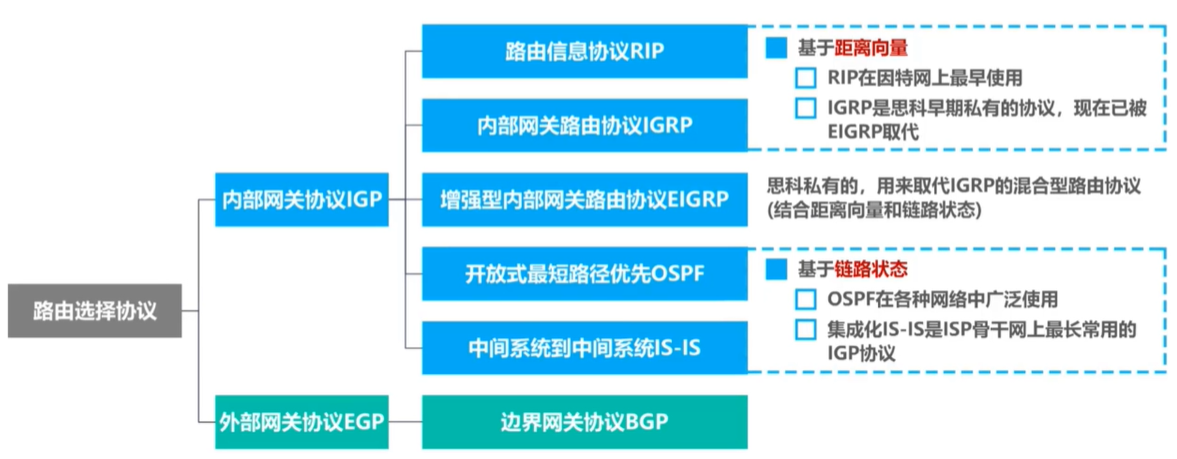 路由信息协议RIP
基于距离向量
RIP在因特网上最早使用
IGRP是思科早期私有的协议，现在已被
EIGRP取代
内部网关路由协议IGRP
内部网关协议IGP
增强型内部网关路由协议EIGRP
思科私有的，用来取代IGRP的混合型路由协议
(结合距离向量和链路状态)
开放式最短路径优先OSPF
基于链路状态
OSPF在各种网络中广泛使用
集成化IS-IS是ISP骨干网上最长常用的
IGP协议
路由选择协议
中间系统到中间系统IS-IS
外部网关协议EGP
边界网关协议BGP